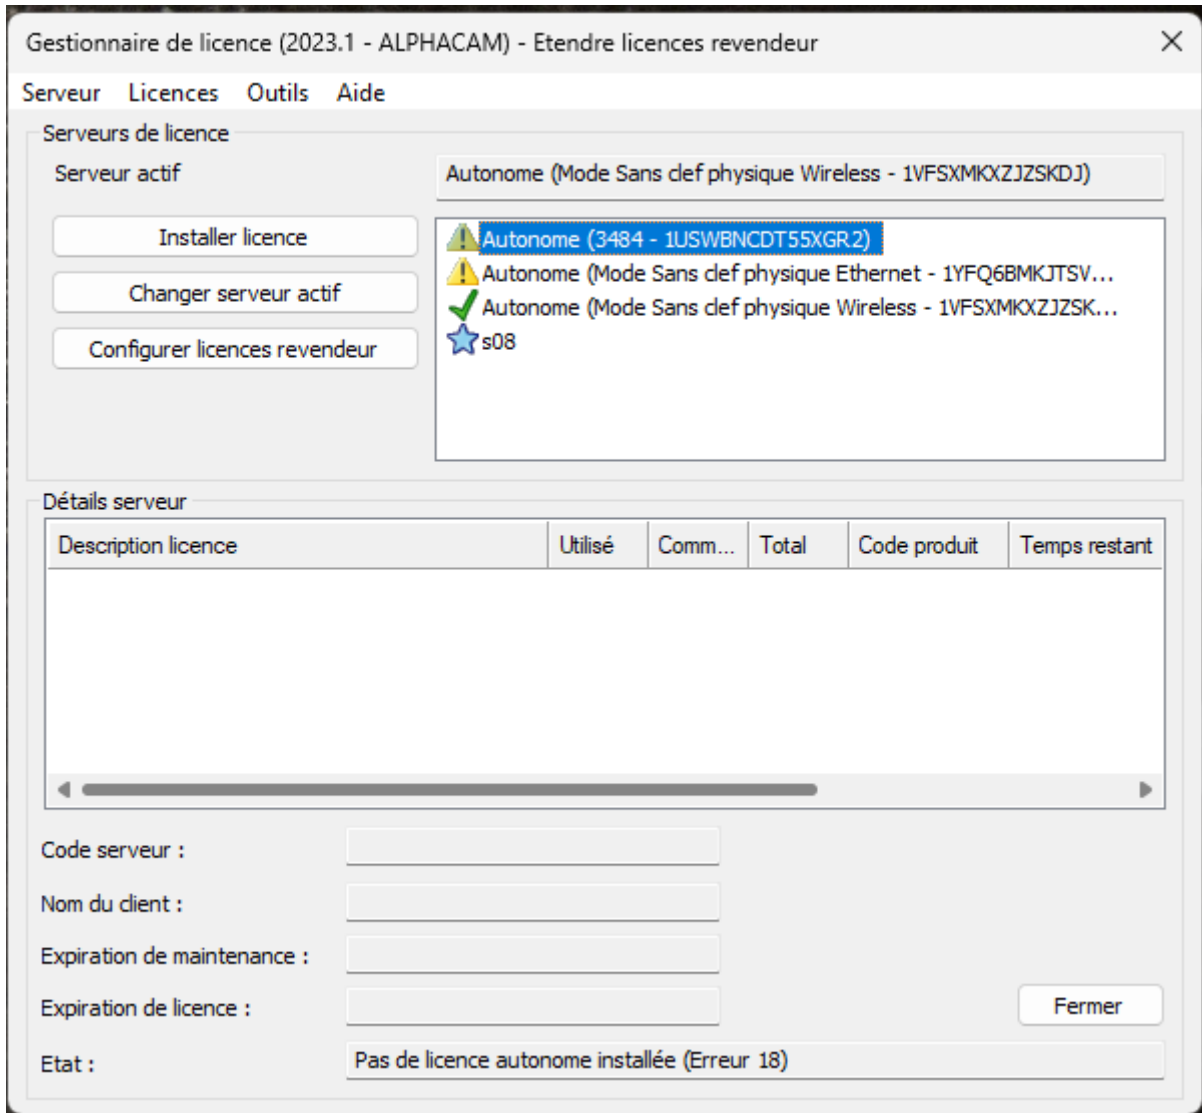 Gestionnaire de licence (2023.1 - ALPHACAM) - Etendre licences revendeur
Serveur Licences Outils Aide
Serveurs de licence
Serveur actif
Autonome (Mode Sans clef physique Wireless - 1VFSXMKXZJZSKDJ)
Installer licence
Changer serveur actif
Configurer licences revendeur
Autonome (3484 - 1USWBNCDT55XGR2)
Autonome (Mode Sans clef physique Ethernet - 1YFQ6BMKJTSV...
Autonome (Mode Sans clef physique Wireless - 1VFSXMKXZJZSK...
s08
Détails serveur
Description licence Utilisé Comm... Total Code produit Temps restant
Code serveur :
Nom du client :
Expiration de maintenance :
Expiration de licence :
Fermer
Etat : Pas de licence autonome installée (Erreur 18)